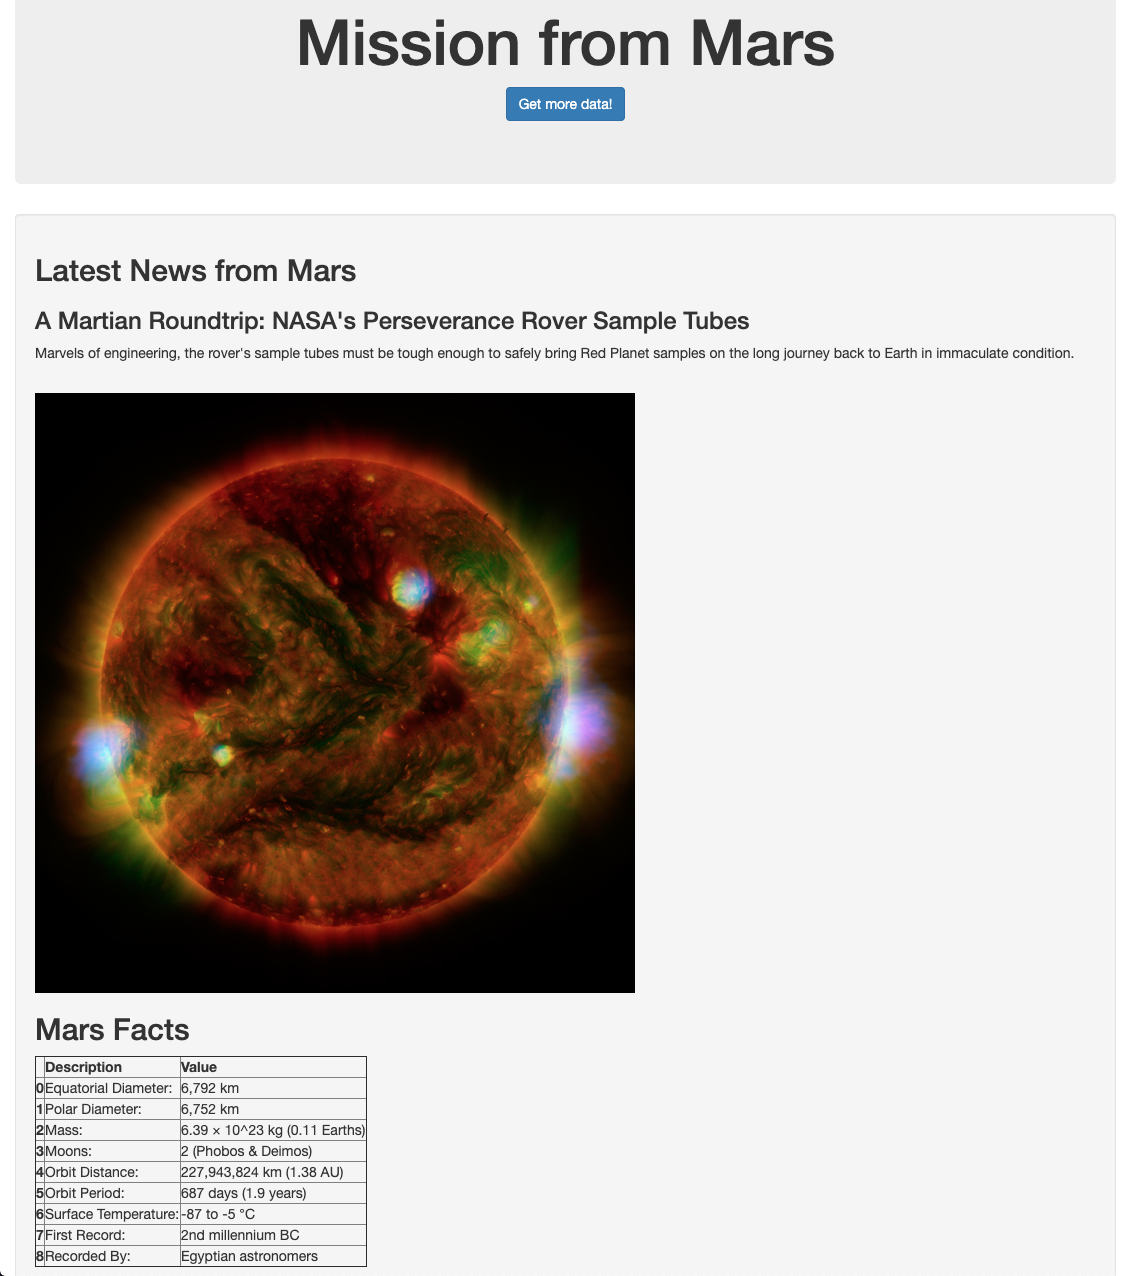 Mission from Mars
Get more data!
Latest News from Mars
A Martian Roundtrip: NASA's Perseverance Rover Sample Tubes
Marvels of engineering, the rover's sample tubes must be tough enough to safely bring Red Planet samples on the long journey back to Earth in immaculate condition.
Mars Facts
Description Value
0 Equatorial Diameter: 6,792 km
1 Polar Diameter: 6,752 km
2 Mass: 6.39 × 10^23 kg (0.11 Earths)
3 Moons: 2 (Phobos & Deimos)
4 Orbit Distance: 227,943,824 km (1.38 AU)
5 Orbit Period: 687 days (1.9 years)
6 Surface Temperature: -87 to -5 °C
7 First Record: 2nd millennium BC
8 Recorded By: Egyptian astronomers